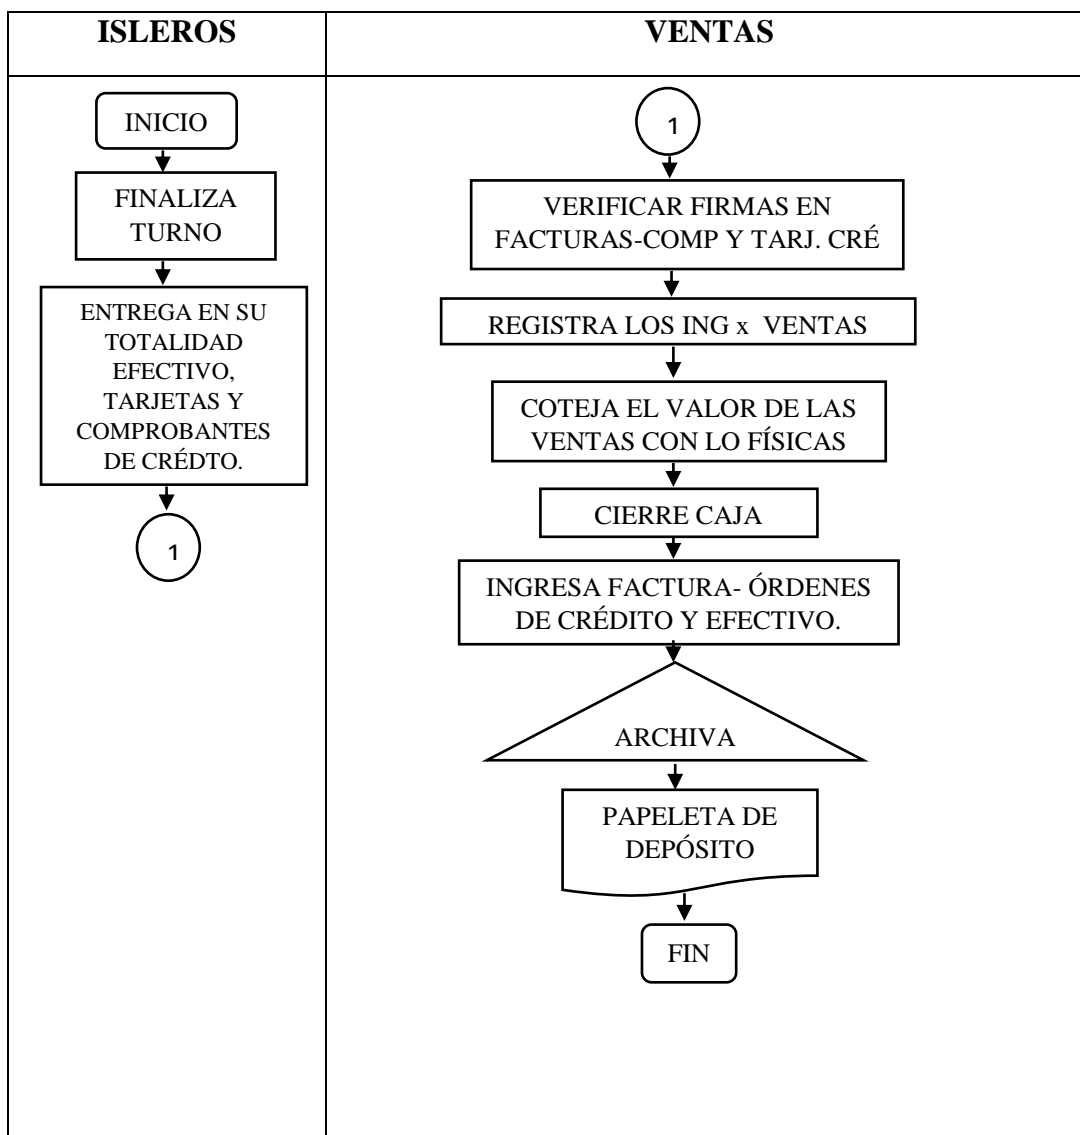 ISLEROS
VENTAS
INICIO
FINALIZA
TURNO
ENTREGA EN SU
TOTALIDAD
EFECTIVO,
TARJETAS Y
COMPROBANTES
DE CRÉDTO.
1
1
VERIFICAR FIRMAS EN
FACTURAS-COMP Y TARJ. CRÉ
REGISTRA LOS ING x VENTAS
COTEJA EL VALOR DE LAS
VENTAS CON LO FÍSICAS
CIERRE CAJA
INGRESA FACTURA- ÓRDENES
DE CRÉDITO Y EFECTIVO.
ARCHIVA
PAPELETA DE
DEPÓSITO
FIN